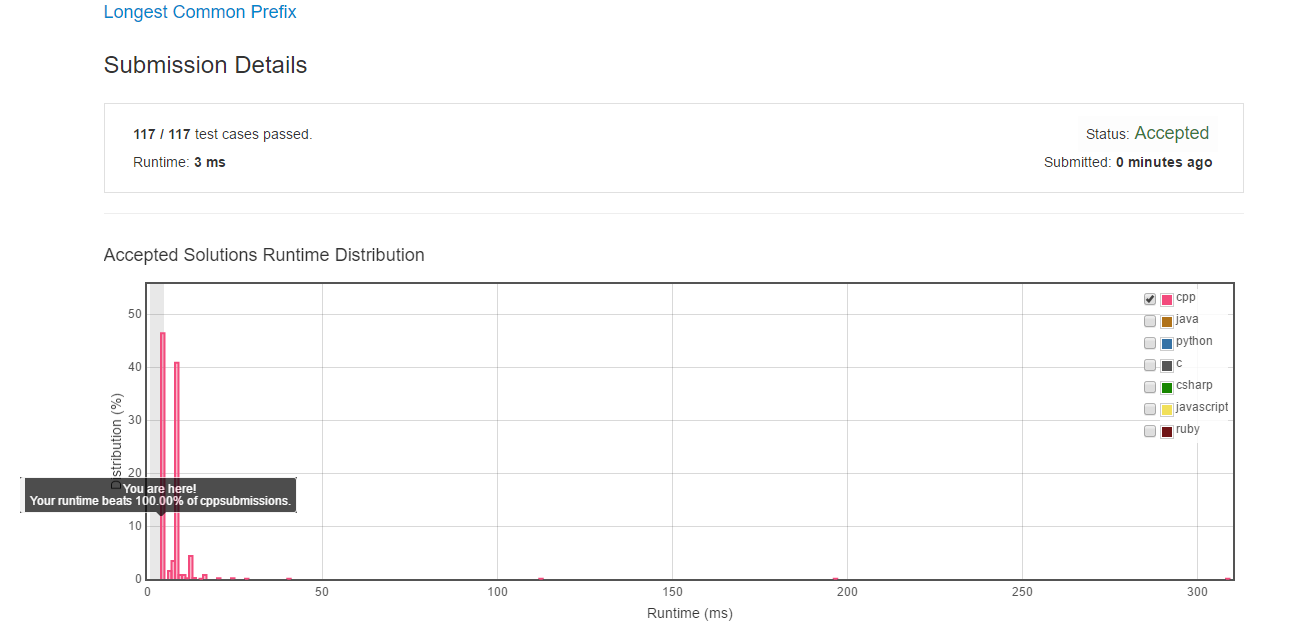 Longest Common Prefix
Submission Details
117 / 117 test cases passed.
Status: Accepted
Runtime: 3 ms
Submitted: 0 minutes ago
Accepted Solutions Runtime Distribution
cpp
java
python
c
csharp
javascript
ruby
50
40
30
20
10
0
Distribution (%)
You are here!
Your runtime beats 100.00% of cppsubmissions.
0 50 100 150 200 250 300
Runtime (ms)